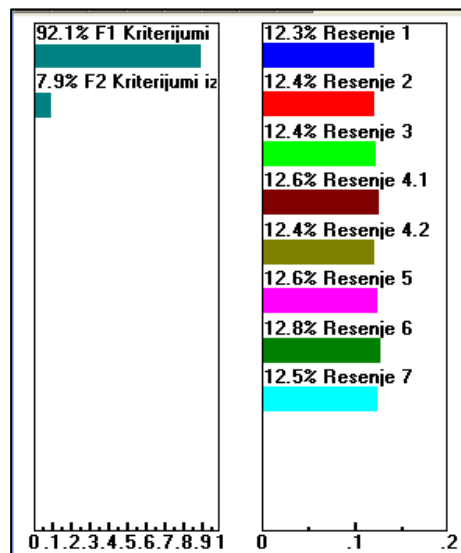 92.1% F1 Kriterijumi
7.9% F2 Kriterijumi iz
0 .1 .2 .3 .4 .5 .6 .7 .8 .9 1
12.3% Resenje 1
12.4% Resenje 2
12.4% Resenje 3
12.6% Resenje 4.1
12.4% Resenje 4.2
12.6% Resenje 5
12.8% Resenje 6
12.5% Resenje 7
0 .1 .2